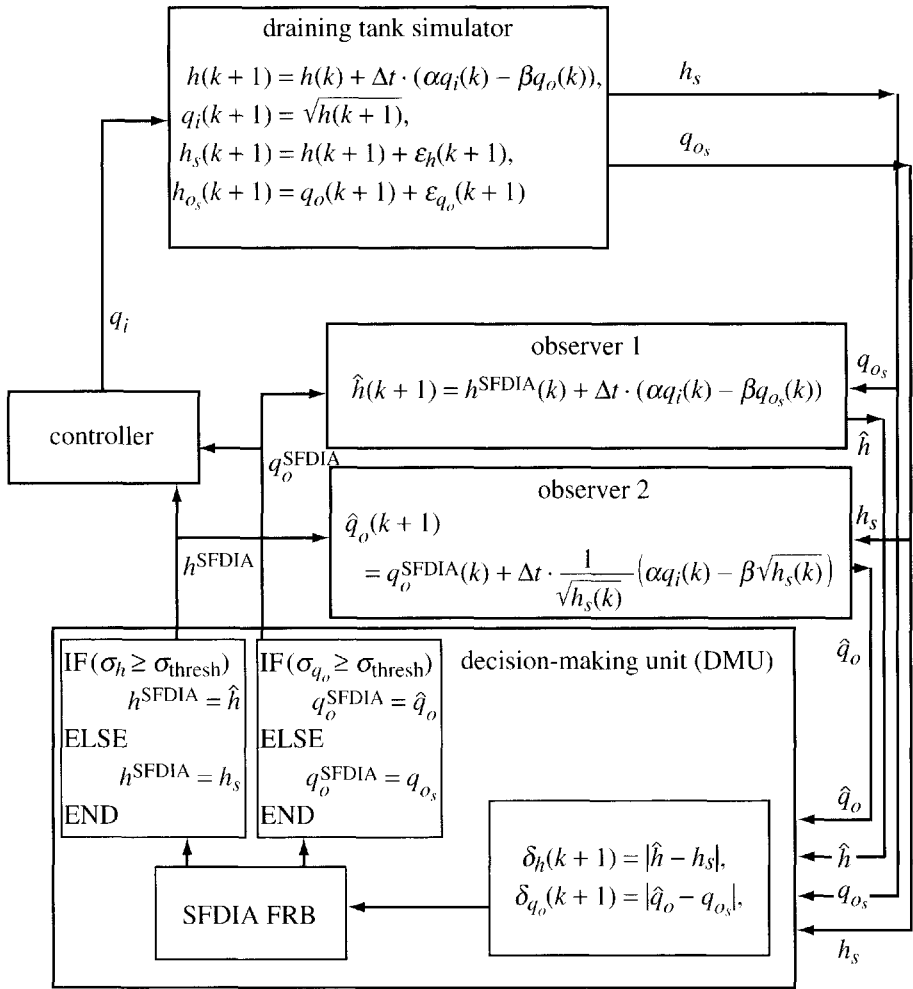 draining tank simulator
h(k + 1) = h(k) + Δt · (αq_i(k) − βq_o(k)),
q_i(k + 1) = √h(k + 1),
h_s(k + 1) = h(k + 1) + ε_h(k + 1),
h_{o_s}(k + 1) = q_o(k + 1) + ε_{q_o}(k + 1)
h_s
q_{o_s}
q_i
observer 1
ĥ(k + 1) = h^{SFDIA}(k) + Δt · (αq_i(k) − βq_{o_s}(k))
q_{o_s}
ĥ
controller
q_o^{SFDIA}
observer 2
q̂_o(k + 1)
= q_o^{SFDIA}(k) + Δt · 1/√h_s(k) (αq_i(k) − β√h_s(k))
h_s
h^{SFDIA}
q̂_o
decision-making unit (DMU)
IF(σ_h ≥ σ_{thresh})
h^{SFDIA} = ĥ
ELSE
h^{SFDIA} = h_s
END
IF(σ_{q_o} ≥ σ_{thresh})
q_o^{SFDIA} = q̂_o
ELSE
q_o^{SFDIA} = q_{o_s}
END
SFDIA FRB
δ_h(k + 1) = |ĥ − h_s|,
δ_{q_o}(k + 1) = |q̂_o − q_{o_s}|,
q̂_o
ĥ
q_{o_s}
h_s